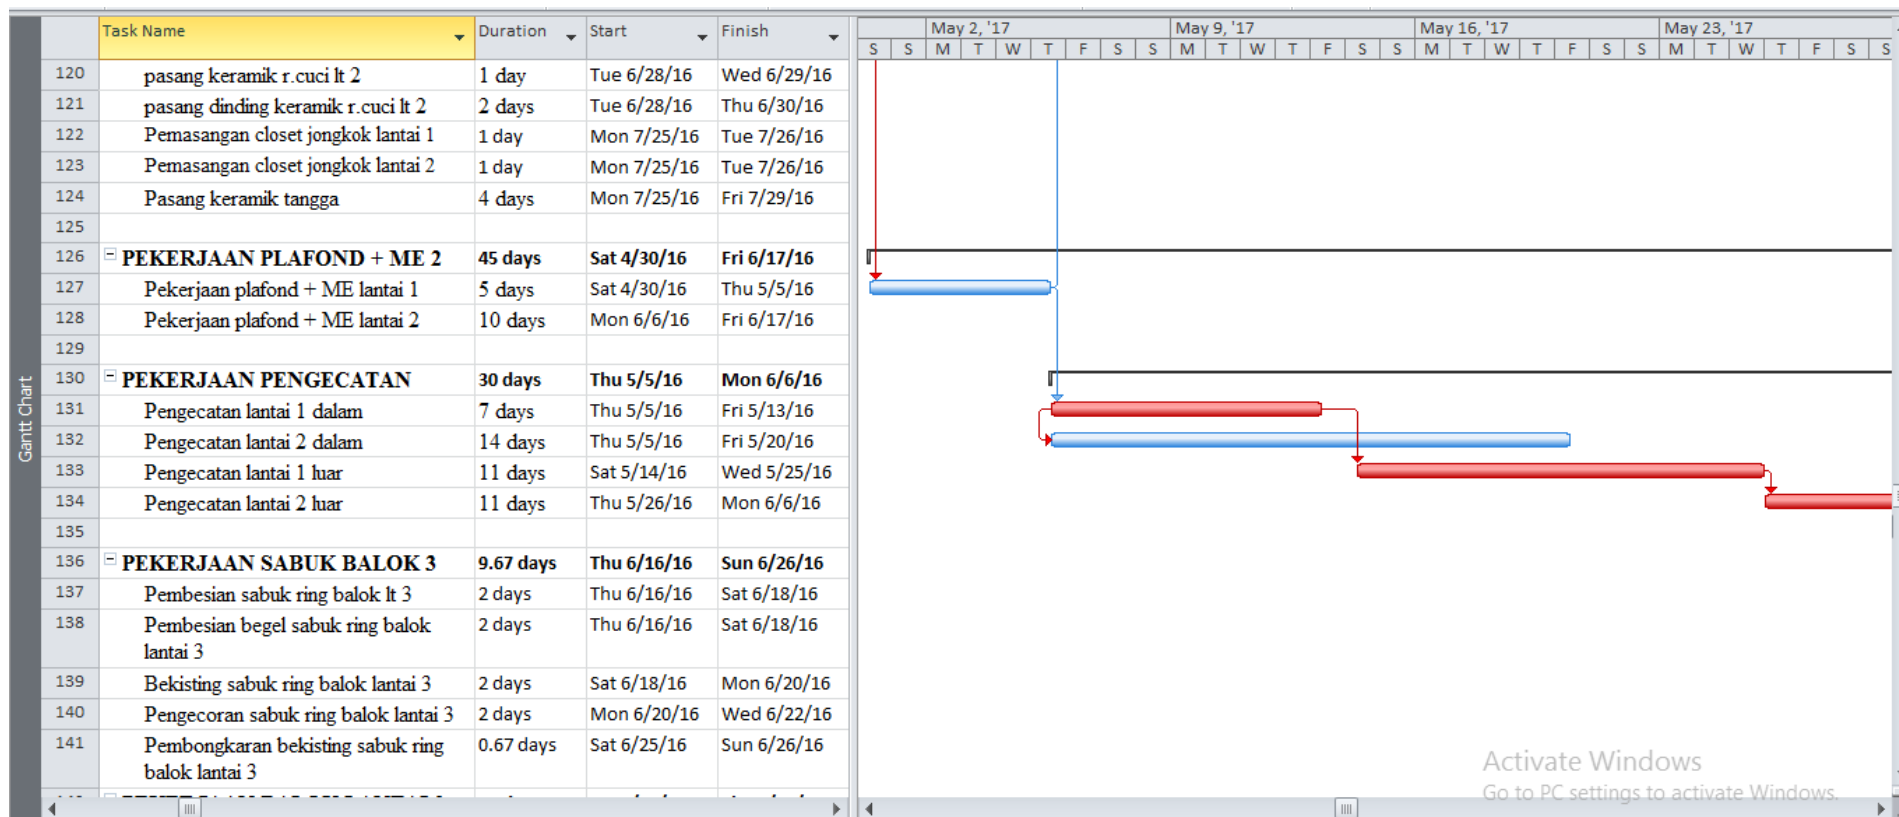 Task Name Duration Start Finish
May 2, '17 May 9, '17 May 16, '17 May 23, '17
S S M T W T F S S M T W T F S S M T W T F S S M T W T F S S
120 pasang keramik r.cuci lt 2 1 day Tue 6/28/16 Wed 6/29/16
121 pasang dinding keramik r.cuci lt 2 2 days Tue 6/28/16 Thu 6/30/16
122 Pemasangan closet jongkok lantai 1 1 day Mon 7/25/16 Tue 7/26/16
123 Pemasangan closet jongkok lantai 2 1 day Mon 7/25/16 Tue 7/26/16
124 Pasang keramik tangga 4 days Mon 7/25/16 Fri 7/29/16
125
126 PEKERJAAN PLAFOND + ME 2 45 days Sat 4/30/16 Fri 6/17/16
127 Pekerjaan plafond + ME lantai 1 5 days Sat 4/30/16 Thu 5/5/16
128 Pekerjaan plafond + ME lantai 2 10 days Mon 6/6/16 Fri 6/17/16
129
130 PEKERJAAN PENGECATAN 30 days Thu 5/5/16 Mon 6/6/16
131 Pengecatan lantai 1 dalam 7 days Thu 5/5/16 Fri 5/13/16
132 Pengecatan lantai 2 dalam 14 days Thu 5/5/16 Fri 5/20/16
133 Pengecatan lantai 1 luar 11 days Sat 5/14/16 Wed 5/25/16
134 Pengecatan lantai 2 luar 11 days Thu 5/26/16 Mon 6/6/16
135
136 PEKERJAAN SABUK BALOK 3 9.67 days Thu 6/16/16 Sun 6/26/16
137 Pembesian sabuk ring balok lt 3 2 days Thu 6/16/16 Sat 6/18/16
138 Pembesian begel sabuk ring balok 2 days Thu 6/16/16 Sat 6/18/16
lantai 3
139 Bekisting sabuk ring balok lantai 3 2 days Sat 6/18/16 Mon 6/20/16
140 Pengecoran sabuk ring balok lantai 3 2 days Mon 6/20/16 Wed 6/22/16
141 Pembongkaran bekisting sabuk ring 0.67 days Sat 6/25/16 Sun 6/26/16
balok lantai 3
Gantt Chart
Activate Windows
Go to PC settings to activate Windows.